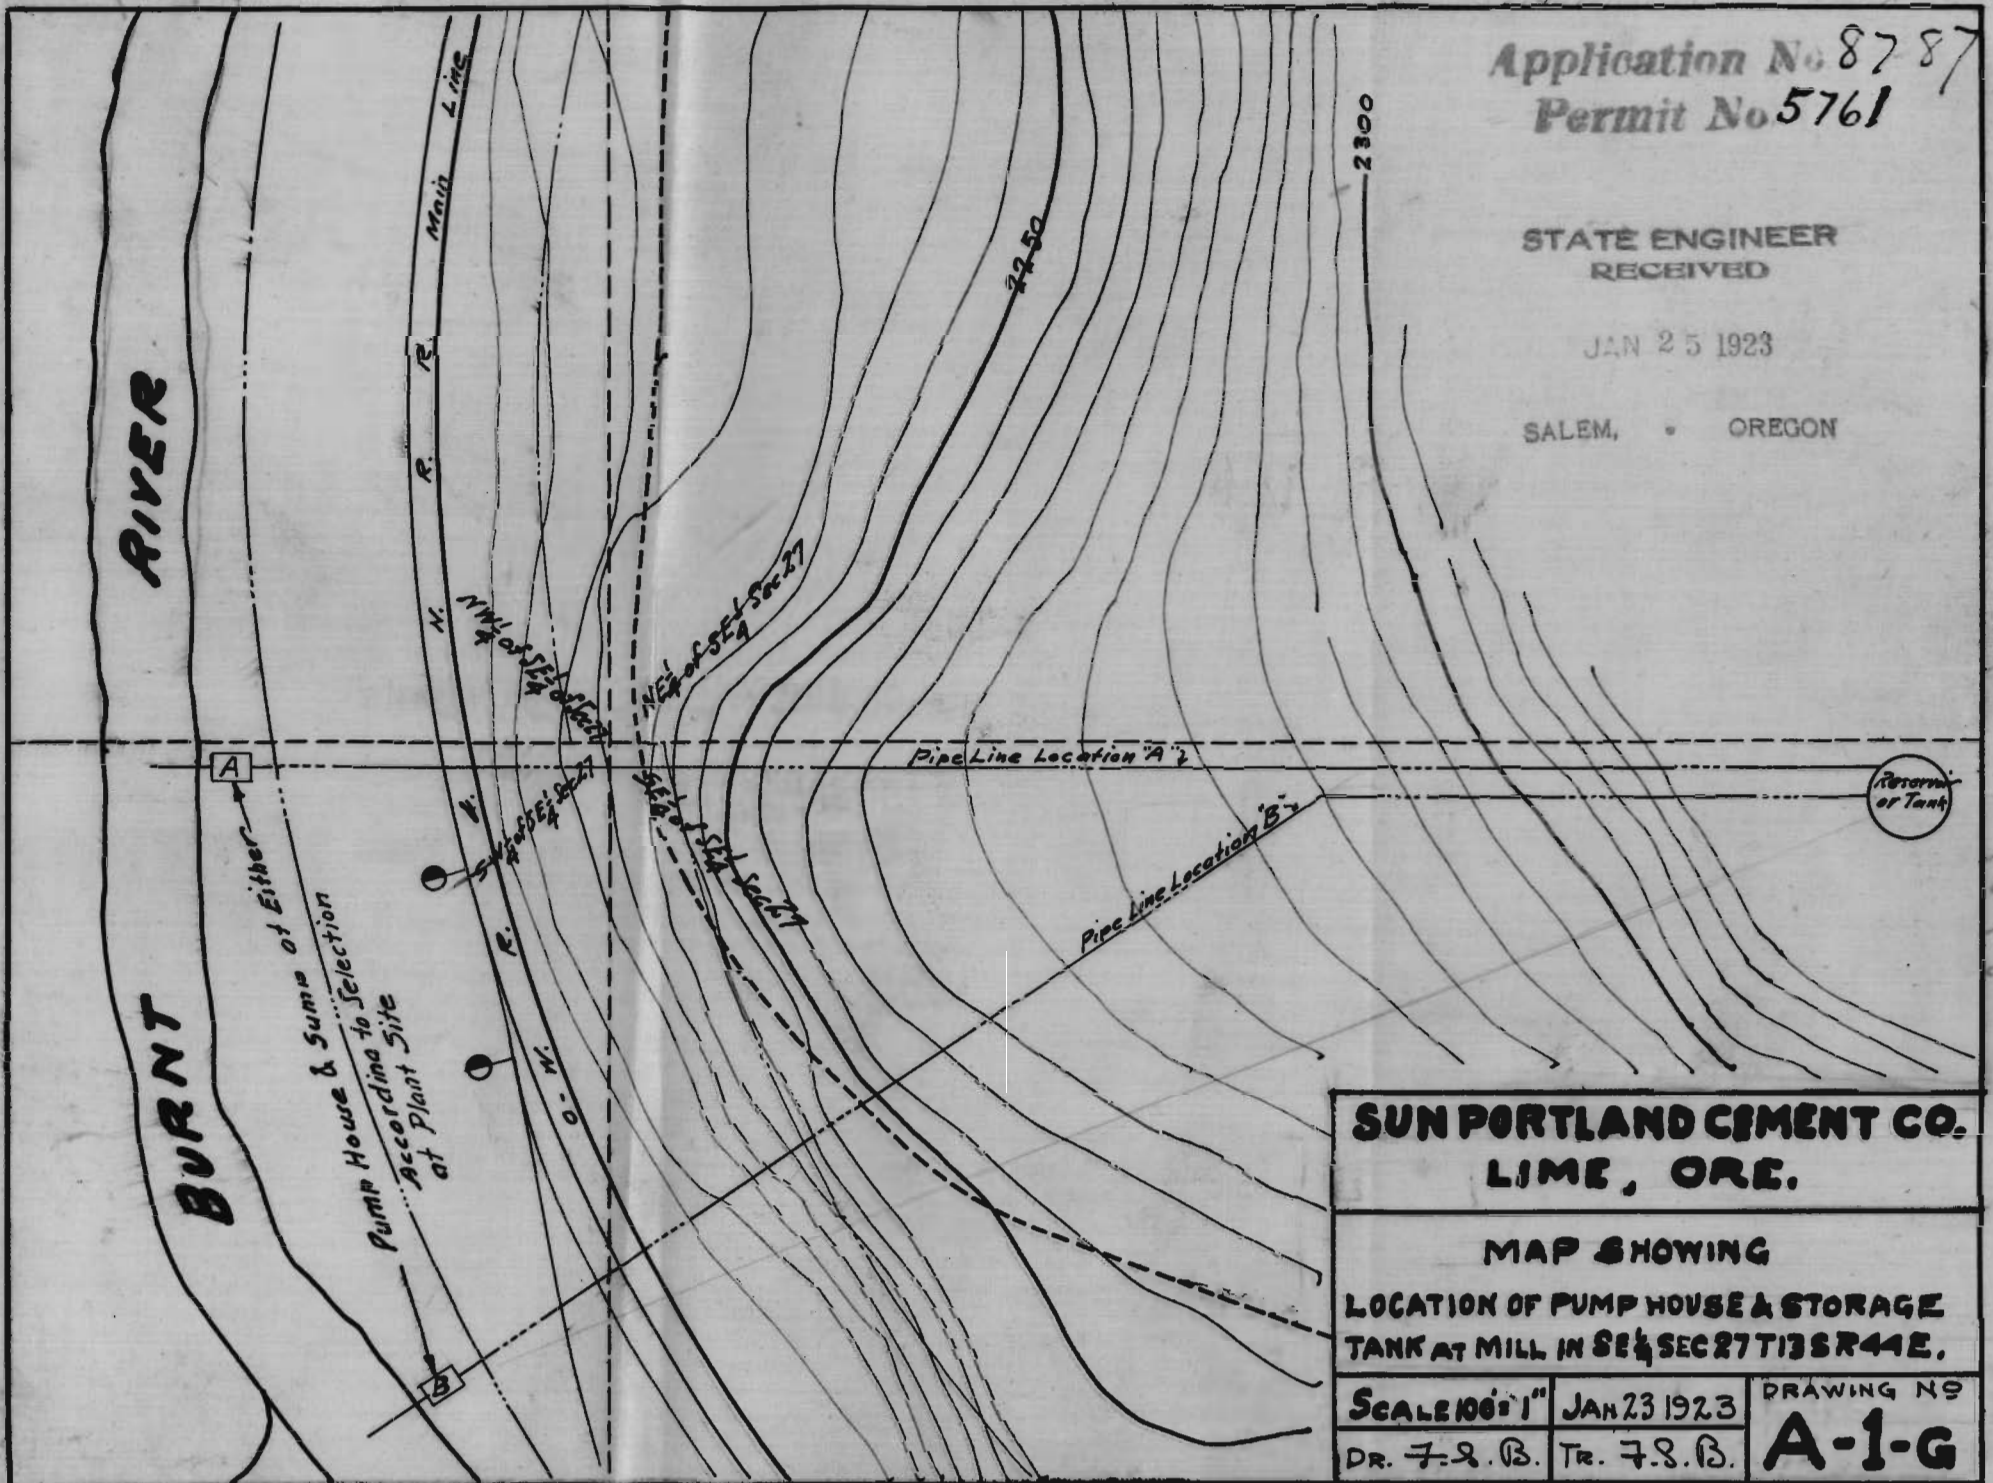 Application No 8787
Permit No 5761
STATE ENGINEER
RECEIVED
JAN 25 1923
SALEM, OREGON
2300
2250
Main Line
R.
R.
N.
&
R.
W.
O-
RIVER
BURNT
NW¼ of SE¼ of Sec 27
NE¼ of SE¼ Sec 27
SW¼ of SE¼ Sec 27
SE¼ of SE¼ Sec 27
A
Pipe Line Location "A"
Pipe Line Location "B"
Reservoir
or Tank
Pump House & Sump at Either
According to Selection
at Plant Site
B
SUN PORTLAND CEMENT CO.
LIME, ORE.
MAP SHOWING
LOCATION OF PUMP HOUSE & STORAGE
TANK AT MILL IN SE¼ SEC 27 T13S R44E.
SCALE 100'=1"
JAN 23 1923
DRAWING NO
A-1-G
DR. F.S.B.
TR. F.S.B.